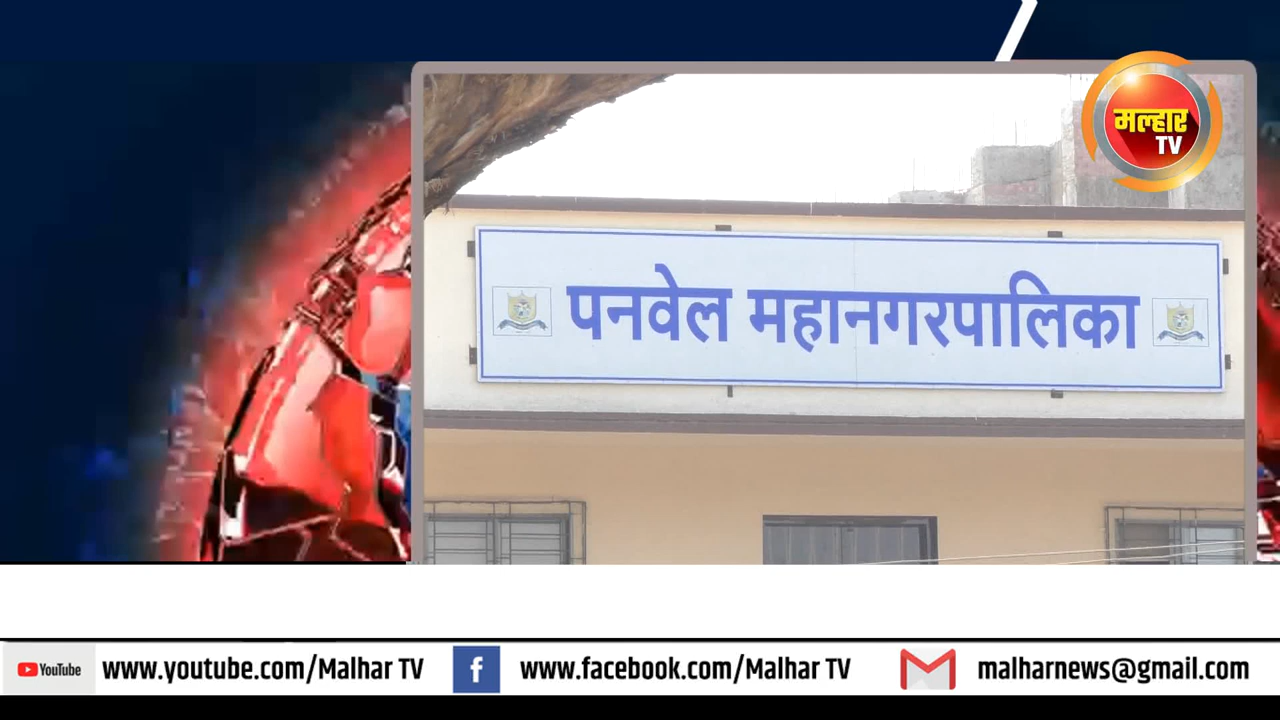 मल्हार
TV
पनवेल महानगरपालिका
YouTube
www.youtube.com/Malhar TV
f
www.facebook.com/Malhar TV
malharnews@gmail.com